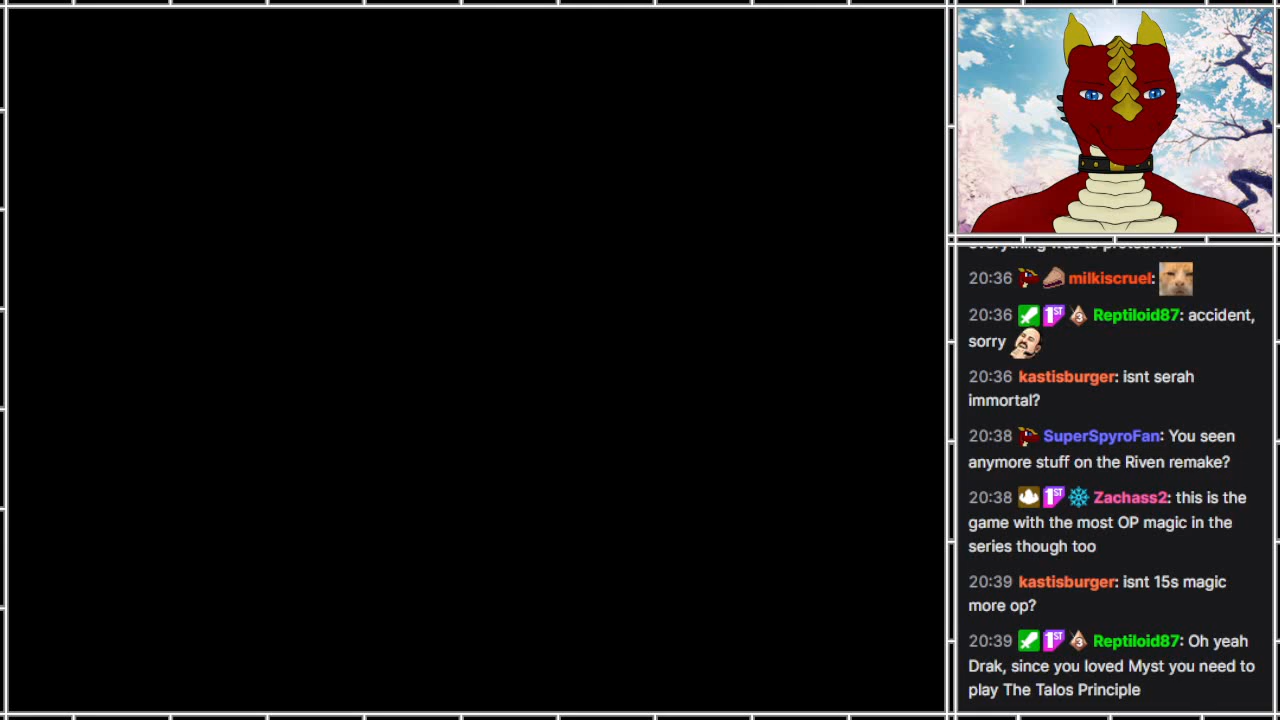 20:36 milkiscruel:
20:36 Reptiloid87: accident,
sorry
20:36 kastisburger: isnt serah
immortal?
20:38 SuperSpyroFan: You seen
anymore stuff on the Riven remake?
20:38 Zachass2: this is the
game with the most OP magic in the
series though too
20:39 kastisburger: isnt 15s magic
more op?
20:39 Reptiloid87: Oh yeah
Drak, since you loved Myst you need to
play The Talos Principle